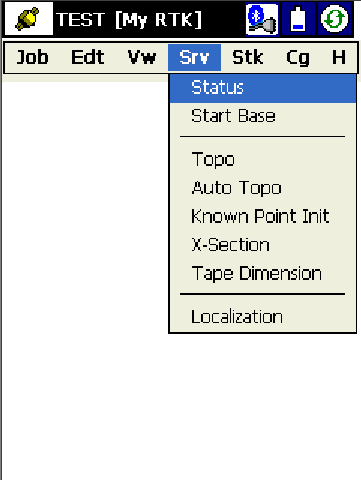 TEST [My RTK]
Job Edt Vw Srv Stk Cg H
Status
Start Base
Topo
Auto Topo
Known Point Init
X-Section
Tape Dimension
Localization